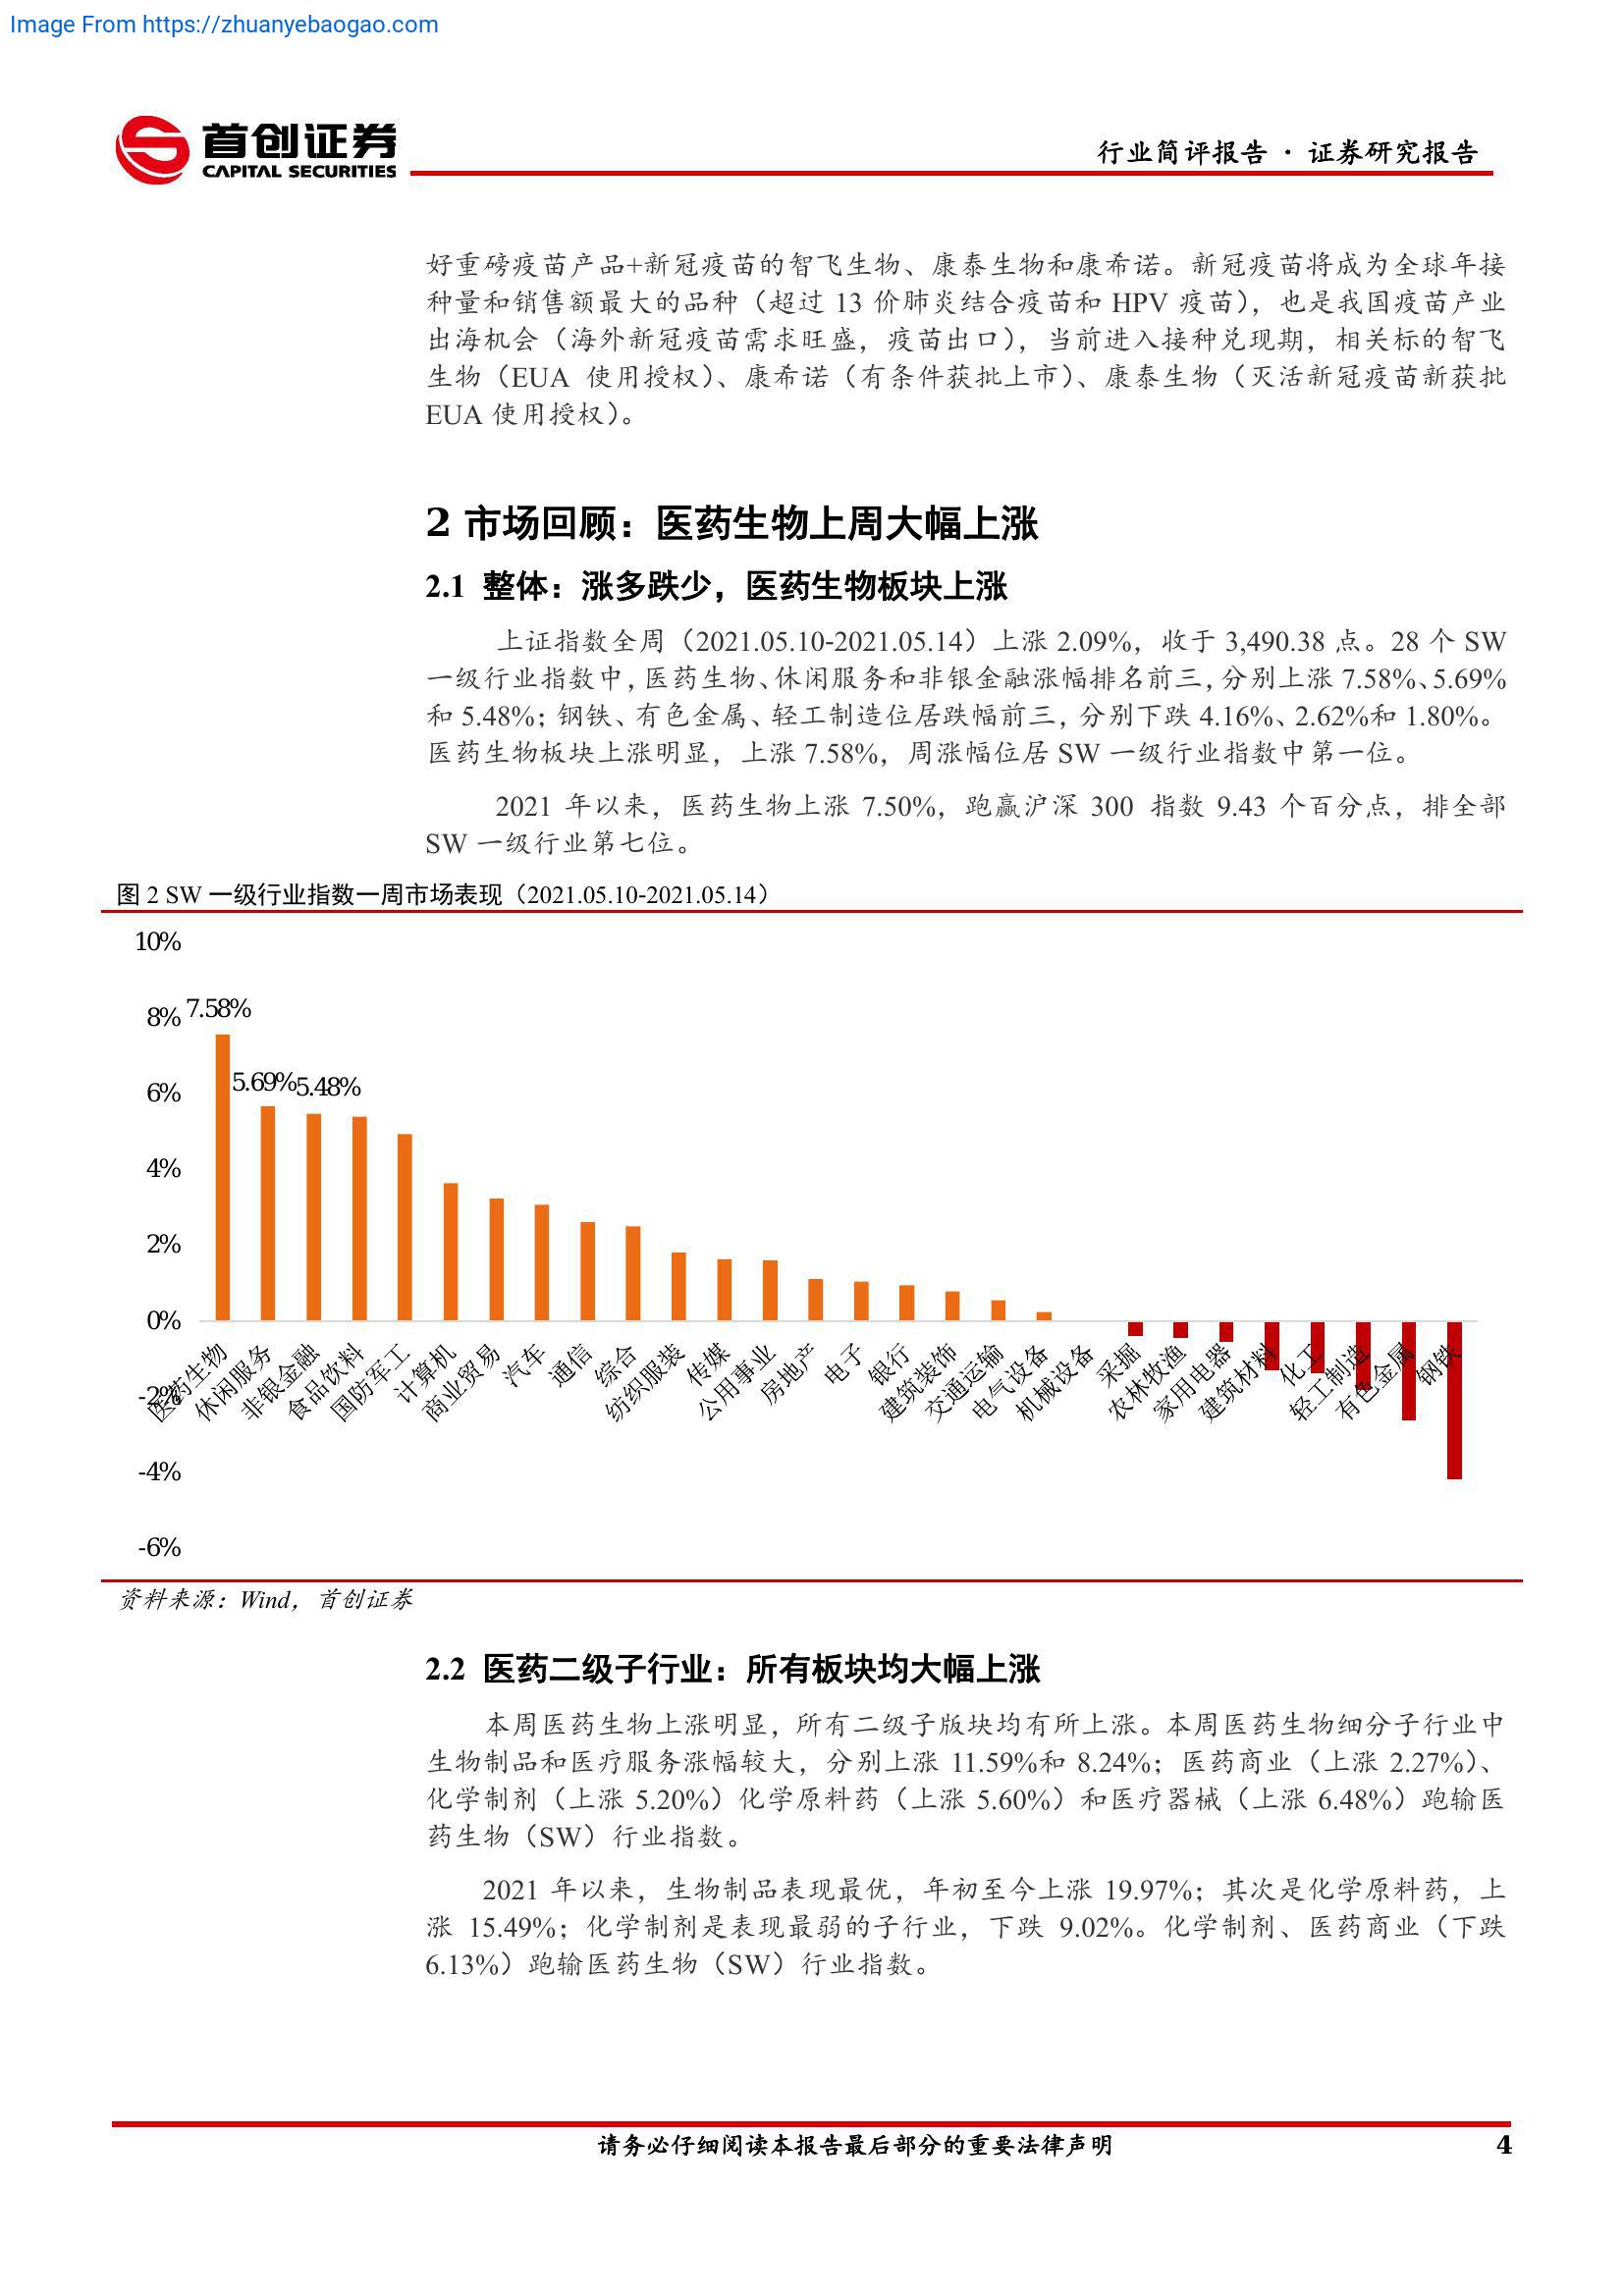 Image From https://zhuanyebaogao.com
首创证券
CAPITAL SECURITIES
行业简评报告 · 证券研究报告
好重磅疫苗产品+新冠疫苗的智飞生物、康泰生物和康希诺。新冠疫苗将成为全球年接
种量和销售额最大的品种（超过 13 价肺炎结合疫苗和 HPV 疫苗），也是我国疫苗产业
出海机会（海外新冠疫苗需求旺盛，疫苗出口），当前进入接种兑现期，相关标的智飞
生物（EUA 使用授权）、康希诺（有条件获批上市）、康泰生物（灭活新冠疫苗新获批
EUA 使用授权）。
2 市场回顾：医药生物上周大幅上涨
2.1 整体：涨多跌少，医药生物板块上涨
上证指数全周（2021.05.10-2021.05.14）上涨 2.09%，收于 3,490.38 点。28 个 SW
一级行业指数中，医药生物、休闲服务和非银金融涨幅排名前三，分别上涨 7.58%、5.69%
和 5.48%；钢铁、有色金属、轻工制造位居跌幅前三，分别下跌 4.16%、2.62%和 1.80%。
医药生物板块上涨明显，上涨 7.58%，周涨幅位居 SW 一级行业指数中第一位。
2021 年以来，医药生物上涨 7.50%，跑赢沪深 300 指数 9.43 个百分点，排全部
SW 一级行业第七位。
图 2 SW 一级行业指数一周市场表现（2021.05.10-2021.05.14）
10%
8%
6%
4%
2%
0%
-2%
-4%
-6%
7.58%
5.69%
5.48%
医药生物
休闲服务
非银金融
食品饮料
国防军工
计算机
商业贸易
汽车
通信
综合
纺织服装
传媒
公用事业
房地产
电子
银行
建筑装饰
交通运输
电气设备
机械设备
采掘
农林牧渔
家用电器
建筑材料
化工
轻工制造
有色金属
钢铁
资料来源：Wind，首创证券
2.2 医药二级子行业：所有板块均大幅上涨
本周医药生物上涨明显，所有二级子版块均有所上涨。本周医药生物细分子行业中
生物制品和医疗服务涨幅较大，分别上涨 11.59%和 8.24%；医药商业（上涨 2.27%）、
化学制剂（上涨 5.20%）化学原料药（上涨 5.60%）和医疗器械（上涨 6.48%）跑输医
药生物（SW）行业指数。
2021 年以来，生物制品表现最优，年初至今上涨 19.97%；其次是化学原料药，上
涨 15.49%；化学制剂是表现最弱的子行业，下跌 9.02%。化学制剂、医药商业（下跌
6.13%）跑输医药生物（SW）行业指数。
请务必仔细阅读本报告最后部分的重要法律声明
4